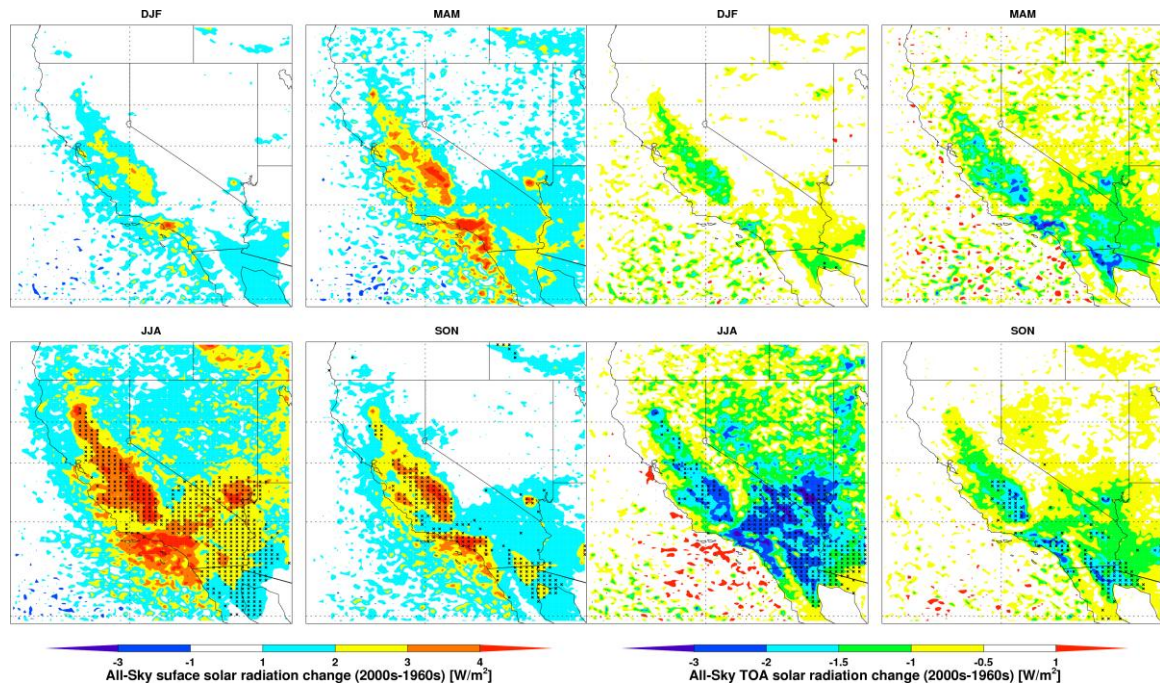 DJF MAM DJF MAM
JJA SON JJA SON
-3 -1 1 2 3 4 -3 -2 -1.5 -1 -0.5 1
All-Sky suface solar radiation change (2000s-1960s) [W/m²] All-Sky TOA solar radiation change (2000s-1960s) [W/m²]